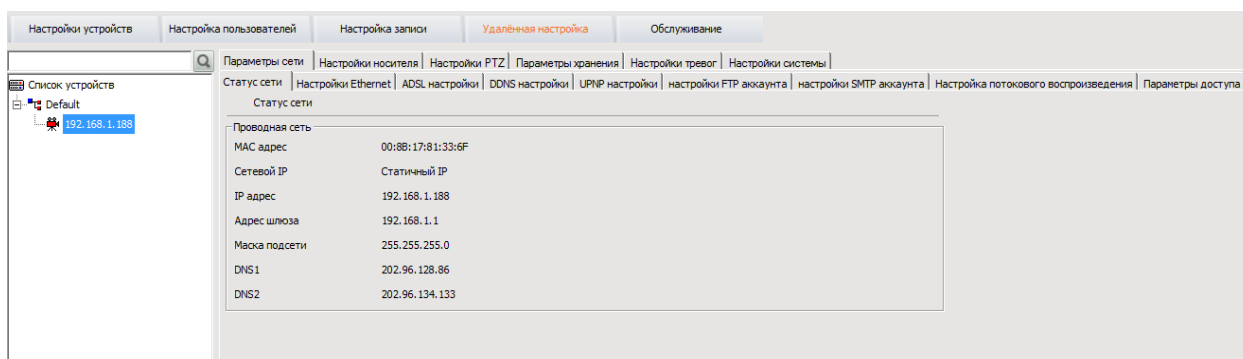 Настройки устройств Настройка пользователей Настройка записи Удалённая настройка Обслуживание
Параметры сети Настройки носителя Настройки PTZ Параметры хранения Настройки тревог Настройки системы
Список устройств
Default
192.168.1.188
Статус сети Настройки Ethernet ADSL настройки DDNS настройки UPNP настройки настройки FTP аккаунта настройки SMTP аккаунта Настройка потокового воспроизведения Параметры доступа
Статус сети
Проводная сеть
MAC адрес 00:8B:17:81:33:6F
Сетевой IP Статичный IP
IP адрес 192.168.1.188
Адрес шлюза 192.168.1.1
Маска подсети 255.255.255.0
DNS1 202.96.128.86
DNS2 202.96.134.133